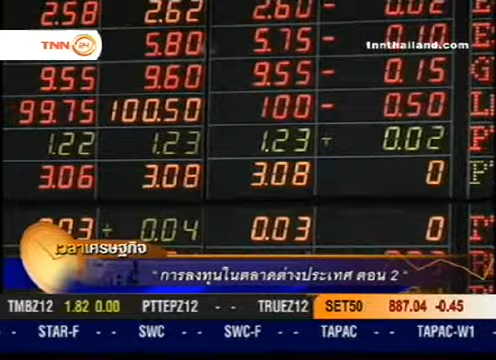 2.58 2.62 2.60 - 0.02
TNN 24
5.80 5.75 - 0.10
tnnthailand.com
9.55 9.60 9.55 - 0.15
99.75 100.50 100 - 0.50
1.22 1.23 1.23 + 0.02
3.06 3.08 3.08 0
0.04 0.03 0
เวลาเศรษฐกิจ
" การลงทุนในตลาดต่างประเทศ ตอน 2 "
TMBZ12 1.82 0.00 PTTEPZ12 - - TRUEZ12 SET50 887.04 -0.45
STAR-F - - SWC - - SWC-F - - TAPAC - - TAPAC-W1